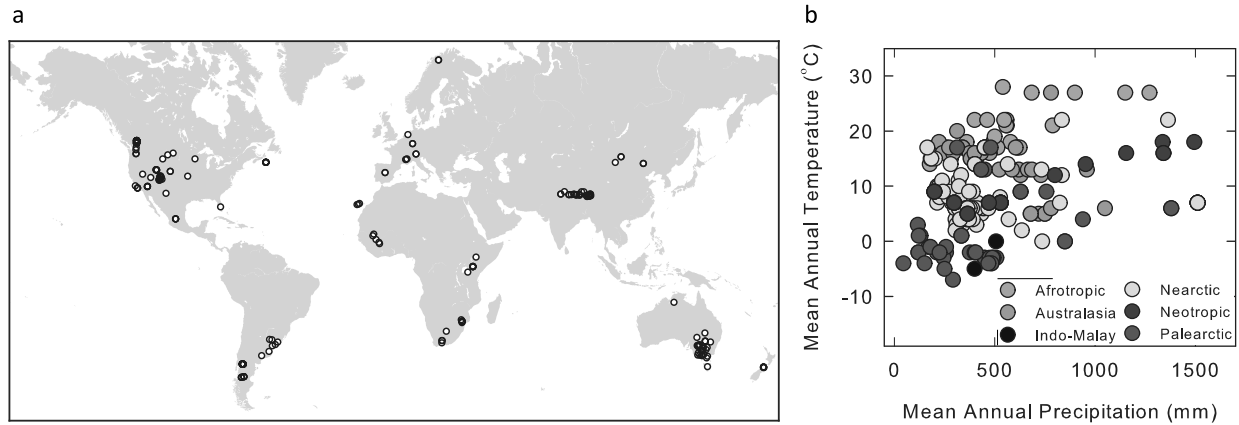 a
b
Mean Annual Temperature (°C)
30
20
10
0
-10
Afrotropic
Australasia
Indo-Malay
Nearctic
Neotropic
Palearctic
0 500 1000 1500
Mean Annual Precipitation (mm)